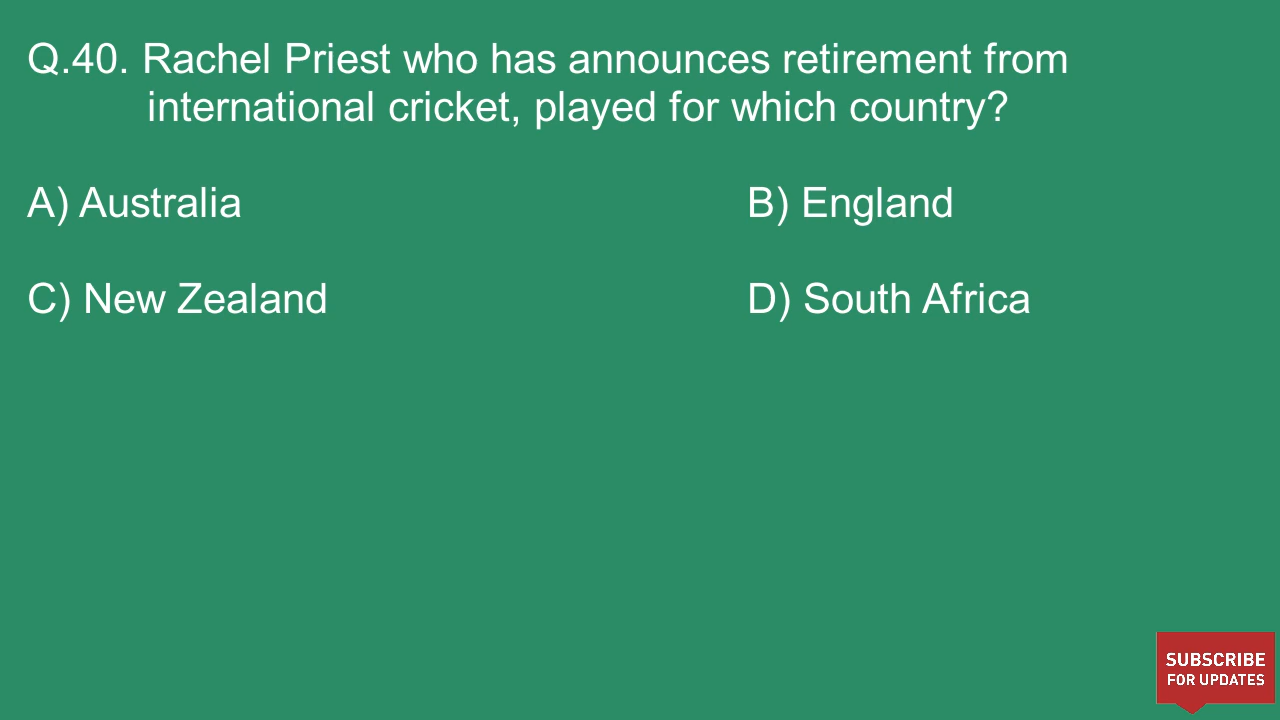 Q.40. Rachel Priest who has announces retirement from
international cricket, played for which country?
A) Australia B) England
C) New Zealand D) South Africa
SUBSCRIBE
FOR UPDATES